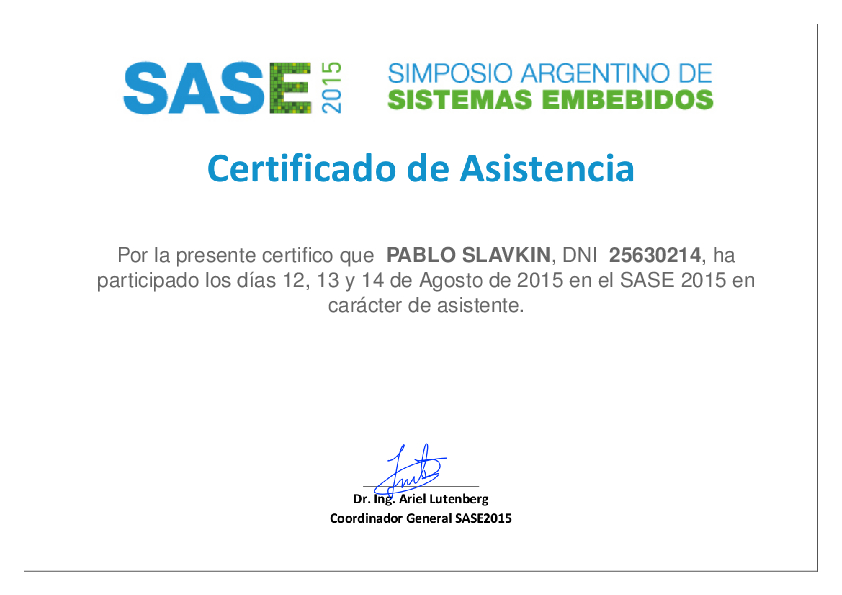 SASE 2015
SIMPOSIO ARGENTINO DE
SISTEMAS EMBEBIDOS
Certificado de Asistencia
Por la presente certifico que PABLO SLAVKIN, DNI 25630214, ha
participado los días 12, 13 y 14 de Agosto de 2015 en el SASE 2015 en
carácter de asistente.
Dr. Ing. Ariel Lutenberg
Coordinador General SASE2015